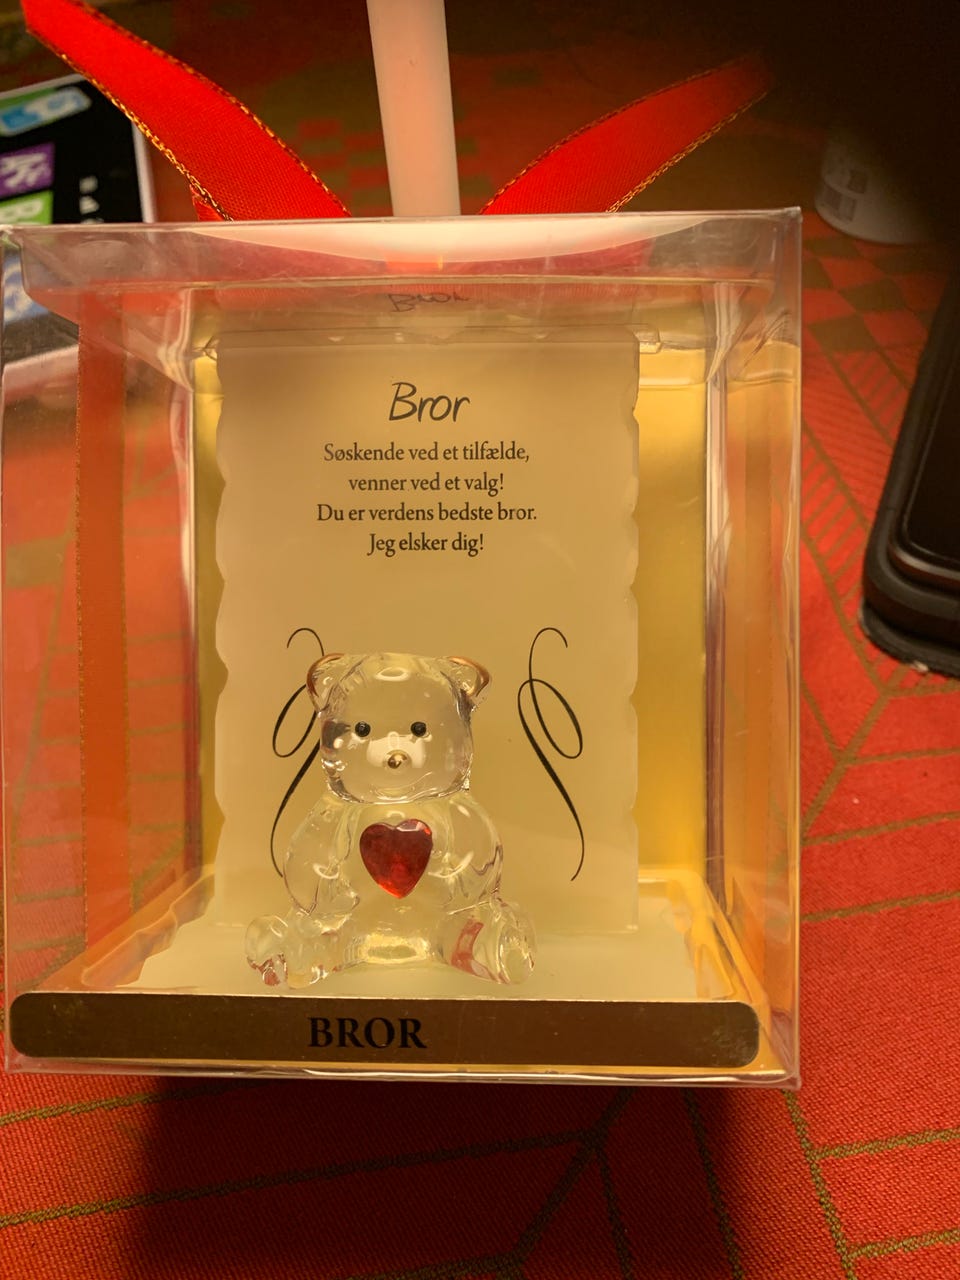 Bror
Søskende ved et tilfælde,
venner ved et valg!
Du er verdens bedste bror.
Jeg elsker dig!
BROR